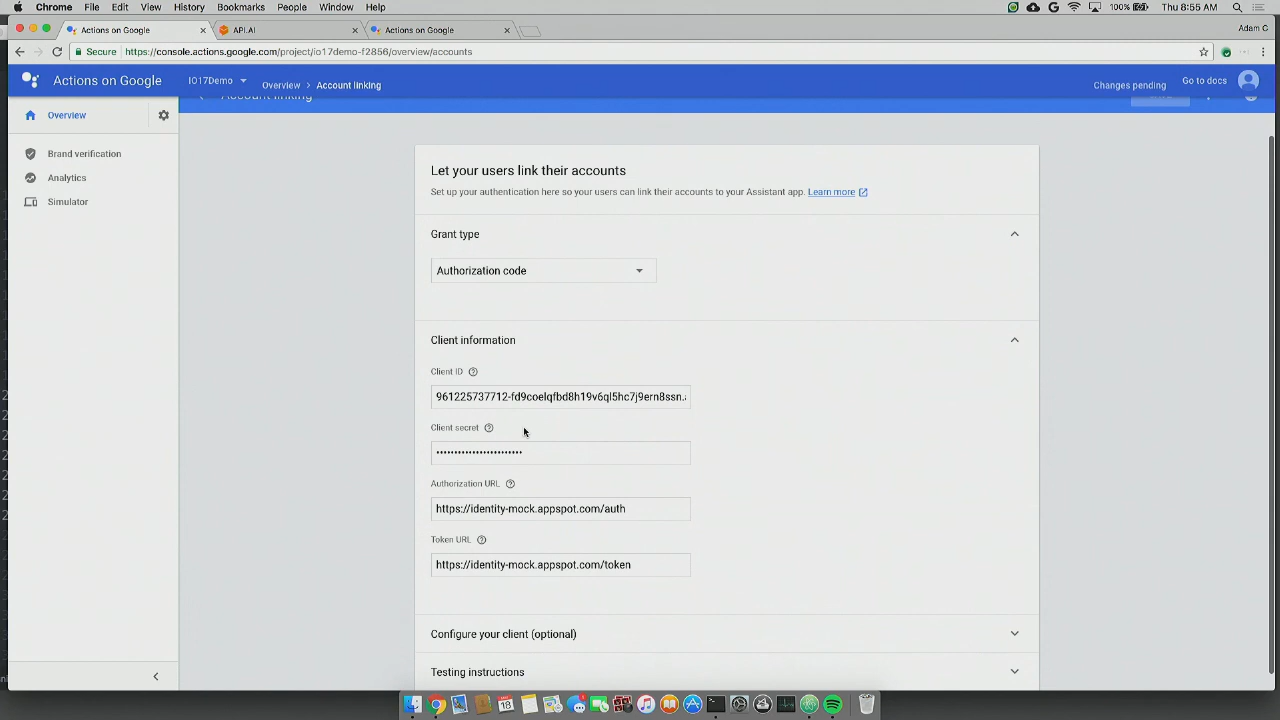 Chrome File Edit View History Bookmarks People Window Help 100% Thu 8:55 AM Adam C
Actions on Google API.AI Actions on Google
Secure https://console.actions.google.com/project/io17demo-f2856/overview/accounts
Actions on Google IO17Demo Overview > Account linking Changes pending Go to docs
Account linking
Overview
Brand verification
Analytics
Simulator
Let your users link their accounts
Set up your authentication here so your users can link their accounts to your Assistant app. Learn more
Grant type
Authorization code
Client information
Client ID
961225737712-fd9coelqfbd8h19v6ql5hc7j9ern8ssn.
Client secret
••••••••••••••••••••••••
Authorization URL
https://identity-mock.appspot.com/auth
Token URL
https://identity-mock.appspot.com/token
Configure your client (optional)
Testing instructions